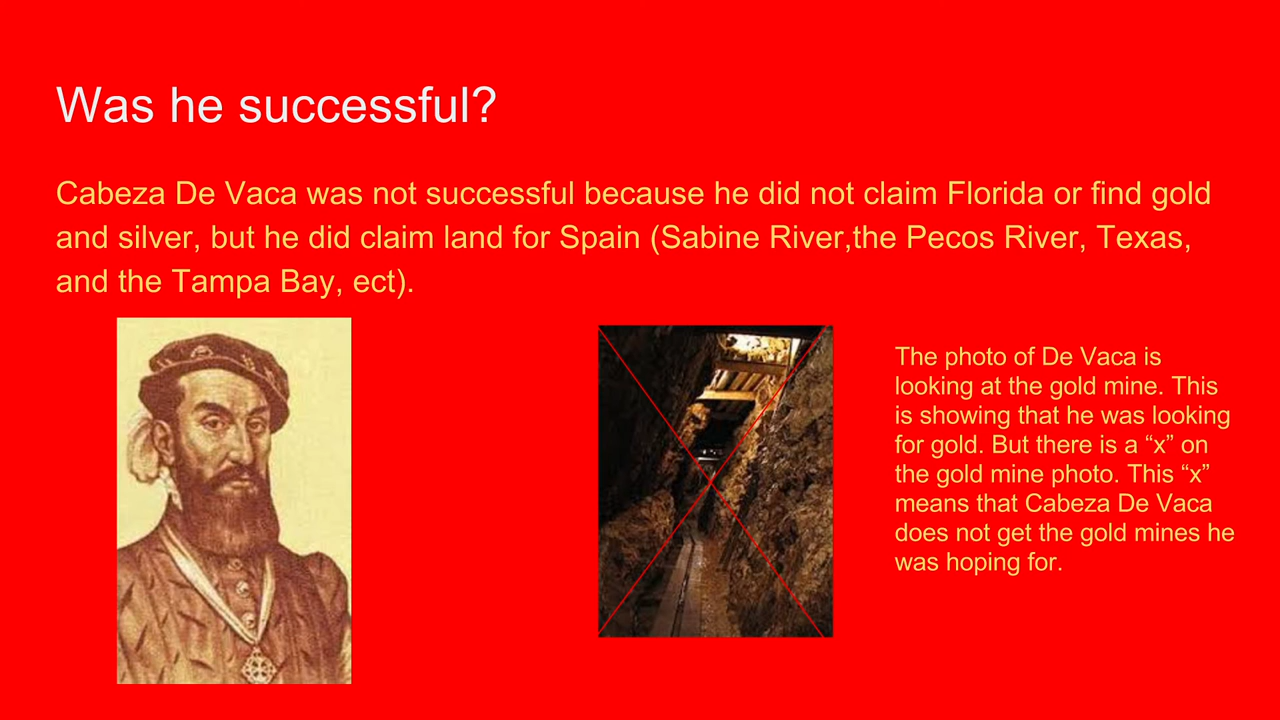 Was he successful?
Cabeza De Vaca was not successful because he did not claim Florida or find gold
and silver, but he did claim land for Spain (Sabine River,the Pecos River, Texas,
and the Tampa Bay, ect).
The photo of De Vaca is
looking at the gold mine. This
is showing that he was looking
for gold. But there is a “x” on
the gold mine photo. This “x”
means that Cabeza De Vaca
does not get the gold mines he
was hoping for.